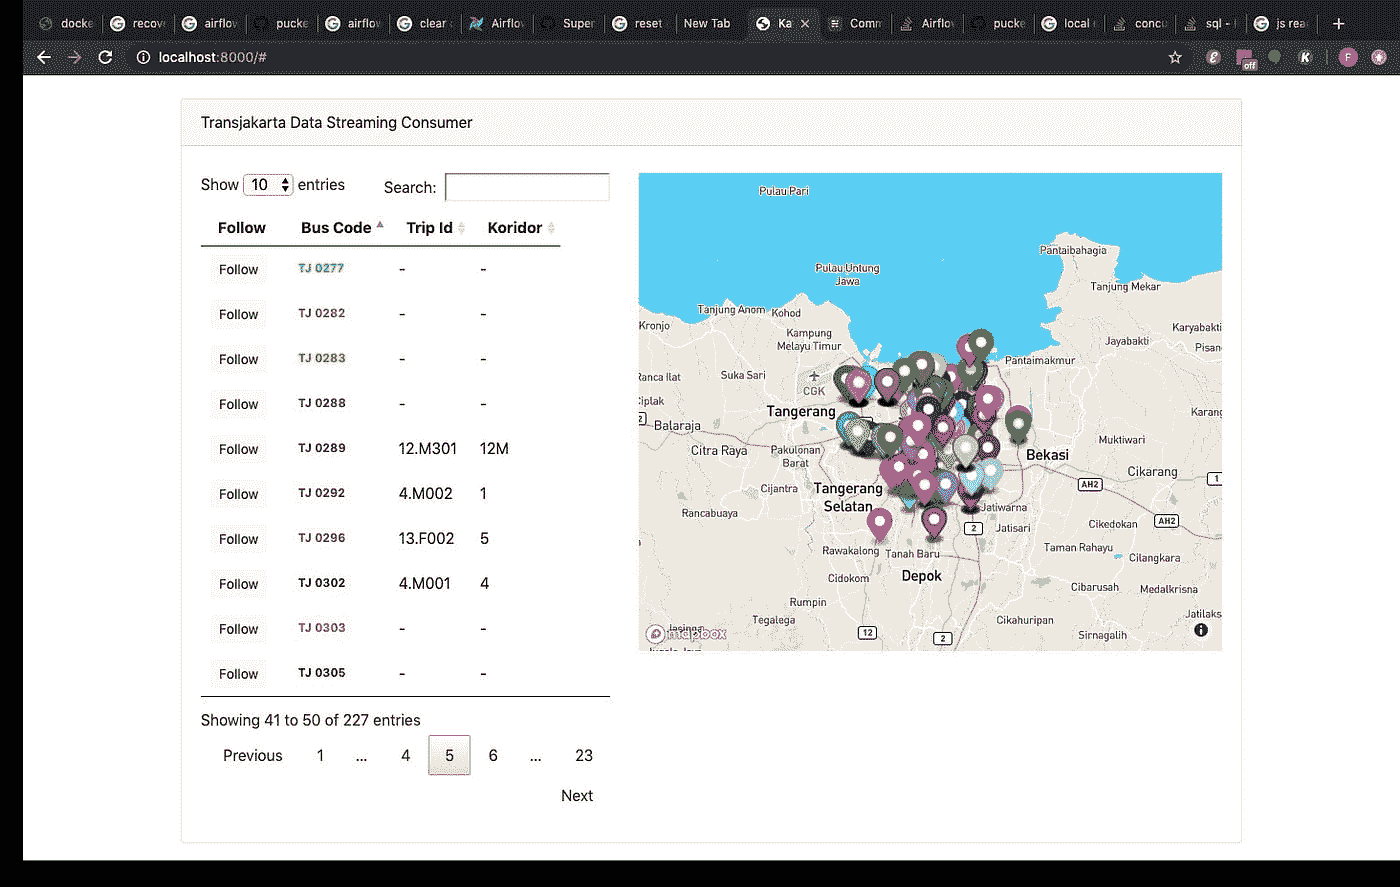 docke
recove
airflov
pucke
airflov
clear
Airflov
Super
reset
New Tab
Ka
Comm
Airflov
pucke
local
concu
sql -
js rea
localhost:8000/#
off
K
F
Transjakarta Data Streaming Consumer
Show 10 entries
Search:
Follow Bus Code Trip Id Koridor
Follow TJ 0277 - -
Follow TJ 0282 - -
Follow TJ 0283 - -
Follow TJ 0288 - -
Follow TJ 0289 12.M301 12M
Follow TJ 0292 4.M002 1
Follow TJ 0296 13.F002 5
Follow TJ 0302 4.M001 4
Follow TJ 0303 - -
Follow TJ 0305 - -
Showing 41 to 50 of 227 entries
Previous 1 ... 4 5 6 ... 23
Next
Pulau Pari
Pantaibahagia
Pulau Untung
Jawa
Tanjung Mekar
Tanjung Anom
Kohod
Kronjo
Kampung
Melayu Timur
Karyabakti
Jayabakti
Pisan
Pantaimakmur
Ranca Ilat
Suka Sari
CGK
Ciplak
Tangerang
Karang
2
Balaraja
Muktiwari
Citra Raya
Pakulonan
Barat
Bekasi
Cikarang
1
AH2
Cijantra
Tangerang
Selatan
Rancabuaya
Jatiwarna
AH2
2
Jatisari
Cikedokan
Rawakalong
Tanah Baru
Taman Rahayu
Cilangkara
Cidokom
Depok
Cibarusah
Medalkrisna
Rumpin
Jatilaks
Tegalega
Cikahuripan
Sirnagalih
12
2
mapbox